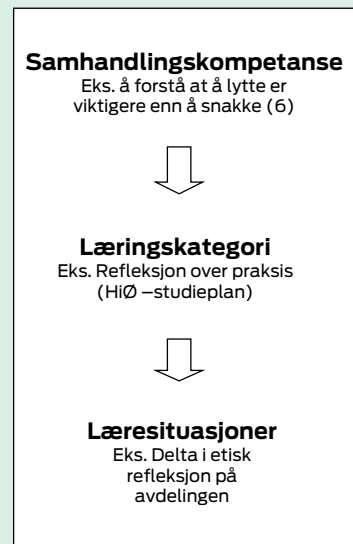 Samhandlingskompetanse
Eks. å forstå at å lytte er
viktigere enn å snakke (6)
Læringskategori
Eks. Refleksjon over praksis
(HiØ –studieplan)
Læresituasjoner
Eks. Delta i etisk
refleksjon på
avdelingen